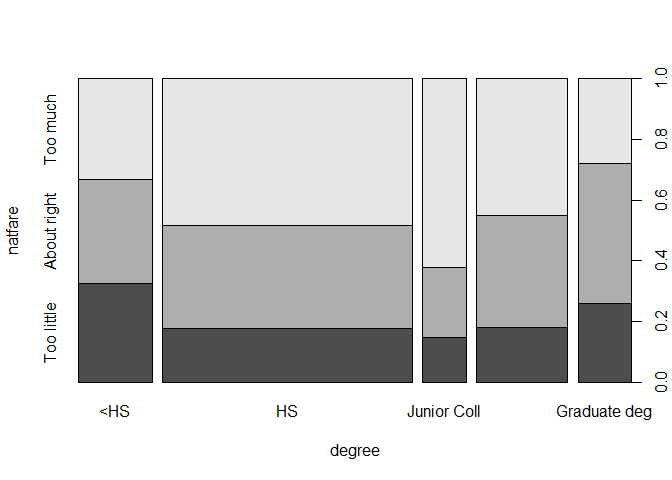 Too much
About right
Too little
natfare
1.0
0.8
0.6
0.4
0.2
0.0
<HS
HS
Junior Coll
Graduate deg
degree